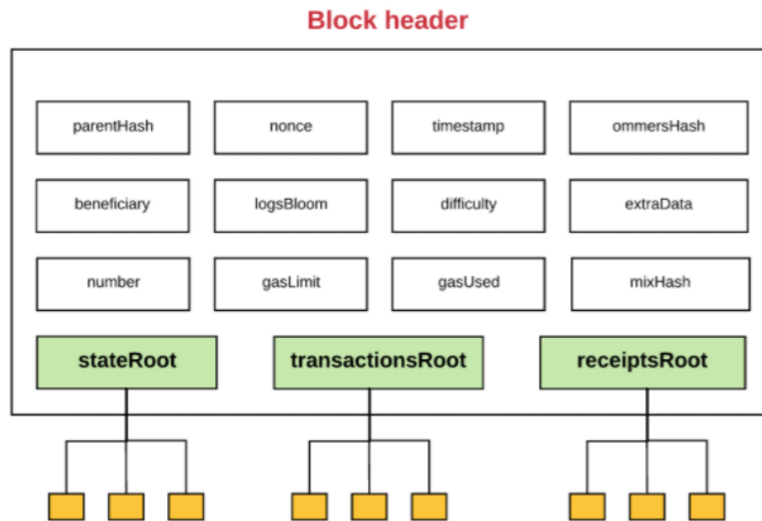 Block header
parentHash nonce timestamp ommersHash
beneficiary logsBloom difficulty extraData
number gasLimit gasUsed mixHash
stateRoot transactionsRoot receiptsRoot